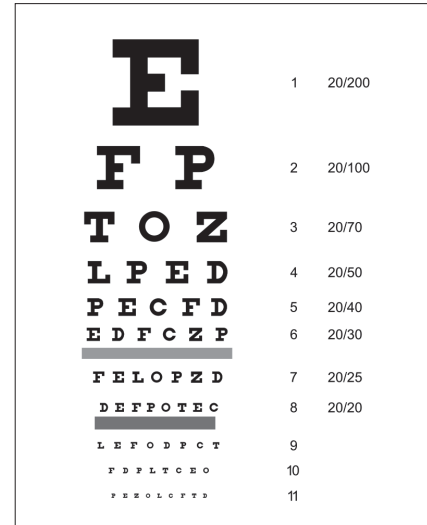 E 1 20/200
F P 2 20/100
T O Z 3 20/70
L P E D 4 20/50
P E C F D 5 20/40
E D F C Z P 6 20/30
F E L O P Z D 7 20/25
D E F P O T E C 8 20/20
L E F O D P C T 9
F D P L T C E O 10
P E Z O L C F T D 11